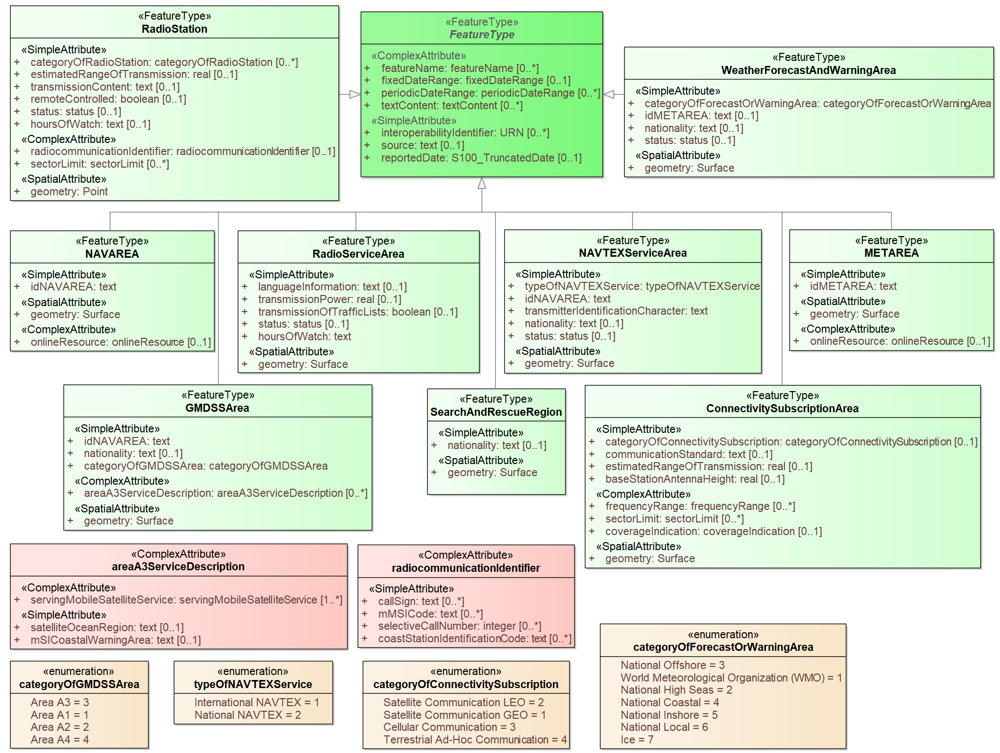 «FeatureType»
RadioStation
«SimpleAttribute»
+ categoryOfRadioStation: categoryOfRadioStation [0..*]
+ estimatedRangeOfTransmission: real [0..1]
+ transmissionContent: text [0..1]
+ remoteControlled: boolean [0..1]
+ status: status [0..1]
+ hoursOfWatch: text [0..1]
«ComplexAttribute»
+ radiocommunicationIdentifier: radiocommunicationIdentifier [0..1]
+ sectorLimit: sectorLimit [0..*]
«SpatialAttribute»
+ geometry: Point
«FeatureType»
FeatureType
«ComplexAttribute»
+ featureName: featureName [0..*]
+ fixedDateRange: fixedDateRange [0..1]
+ periodicDateRange: periodicDateRange [0..*]
+ textContent: textContent [0..*]
«SimpleAttribute»
+ interoperabilityIdentifier: URN [0..*]
+ source: text [0..1]
+ reportedDate: S100_TruncatedDate [0..1]
«FeatureType»
WeatherForecastAndWarningArea
«SimpleAttribute»
+ categoryOfForecastOrWarningArea: categoryOfForecastOrWarningArea
+ idMETAREA: text [0..1]
+ nationality: text [0..1]
+ status: status [0..1]
«SpatialAttribute»
+ geometry: Surface
«FeatureType»
NAVAREA
«SimpleAttribute»
+ idNAVAREA: text
«SpatialAttribute»
+ geometry: Surface
«ComplexAttribute»
+ onlineResource: onlineResource [0..1]
«FeatureType»
RadioServiceArea
«SimpleAttribute»
+ languageInformation: text [0..1]
+ transmissionPower: real [0..1]
+ transmissionOfTrafficLists: boolean [0..1]
+ status: status [0..1]
+ hoursOfWatch: text
«SpatialAttribute»
+ geometry: Surface
«FeatureType»
NAVTEXServiceArea
«SimpleAttribute»
+ typeOfNAVTEXService: typeOfNAVTEXService
+ idNAVAREA: text
+ transmitterIdentificationCharacter: text
+ nationality: text [0..1]
+ status: status [0..1]
«SpatialAttribute»
+ geometry: Surface
«FeatureType»
METAREA
«SimpleAttribute»
+ idMETAREA: text
«SpatialAttribute»
+ geometry: Surface
«ComplexAttribute»
+ onlineResource: onlineResource [0..1]
«FeatureType»
GMDSSArea
«SimpleAttribute»
+ idNAVAREA: text
+ nationality: text [0..1]
+ categoryOfGMDSSArea: categoryOfGMDSSArea
«ComplexAttribute»
+ areaA3ServiceDescription: areaA3ServiceDescription [0..*]
«SpatialAttribute»
+ geometry: Surface
«FeatureType»
SearchAndRescueRegion
«SimpleAttribute»
+ nationality: text [0..1]
«SpatialAttribute»
+ geometry: Surface
«FeatureType»
ConnectivitySubscriptionArea
«SimpleAttribute»
+ categoryOfConnectivitySubscription: categoryOfConnectivitySubscription [0..1]
+ communicationStandard: text [0..1]
+ estimatedRangeOfTransmission: real [0..1]
+ baseStationAntennaHeight: real [0..1]
«ComplexAttribute»
+ frequencyRange: frequencyRange [0..*]
+ sectorLimit: sectorLimit [0..*]
+ coverageIndication: coverageIndication [0..1]
«SpatialAttribute»
+ geometry: Surface
«ComplexAttribute»
areaA3ServiceDescription
«ComplexAttribute»
+ servingMobileSatelliteService: servingMobileSatelliteService [1..*]
«SimpleAttribute»
+ satelliteOceanRegion: text [0..1]
+ mSICoastalWarningArea: text [0..1]
«ComplexAttribute»
radiocommunicationIdentifier
«SimpleAttribute»
+ callSign: text [0..*]
+ mMSICode: text [0..*]
+ selectiveCallNumber: integer [0..*]
+ coastStationIdentificationCode: text [0..*]
«enumeration»
categoryOfForecastOrWarningArea
National Offshore = 3
World Meteorological Organization (WMO) = 1
National High Seas = 2
National Coastal = 4
National Inshore = 5
National Local = 6
Ice = 7
«enumeration»
categoryOfGMDSSArea
Area A3 = 3
Area A1 = 1
Area A2 = 2
Area A4 = 4
«enumeration»
typeOfNAVTEXService
International NAVTEX = 1
National NAVTEX = 2
«enumeration»
categoryOfConnectivitySubscription
Satellite Communication LEO = 2
Satellite Communication GEO = 1
Cellular Communication = 3
Terrestrial Ad-Hoc Communication = 4